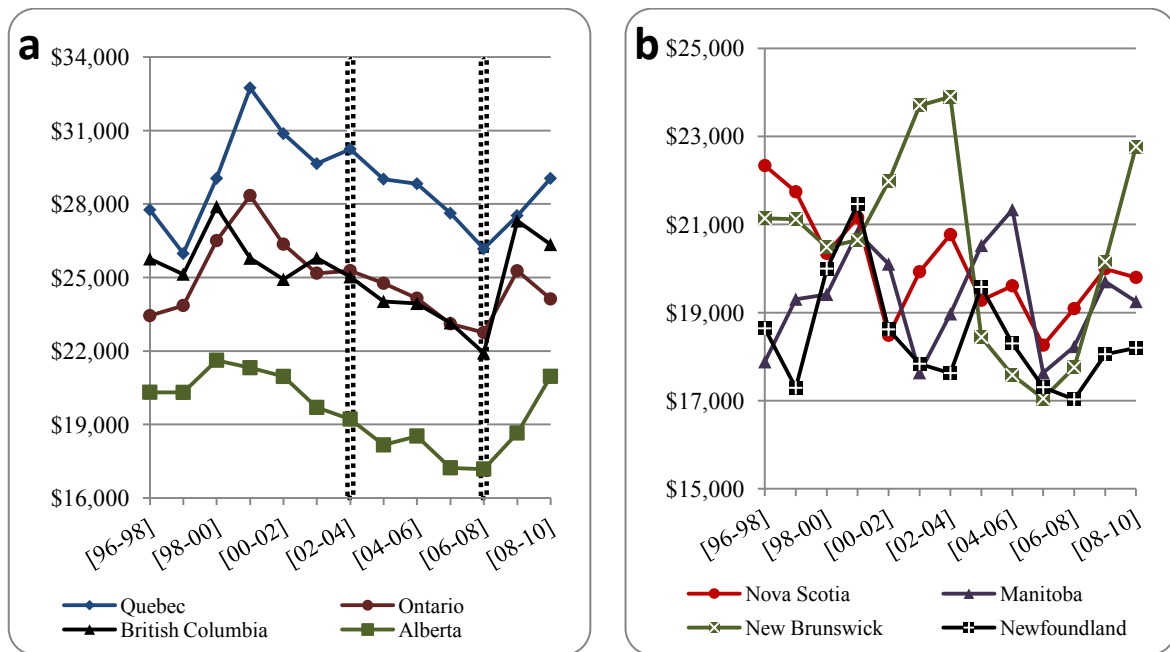 a
$34,000
$31,000
$28,000
$25,000
$22,000
$19,000
$16,000
[96-98]
[98-00]
[00-02]
[02-04]
[04-06]
[06-08]
[08-10]
Quebec
Ontario
British Columbia
Alberta
b
$25,000
$23,000
$21,000
$19,000
$17,000
$15,000
[96-98]
[98-00]
[00-02]
[02-04]
[04-06]
[06-08]
[08-10]
Nova Scotia
Manitoba
New Brunswick
Newfoundland